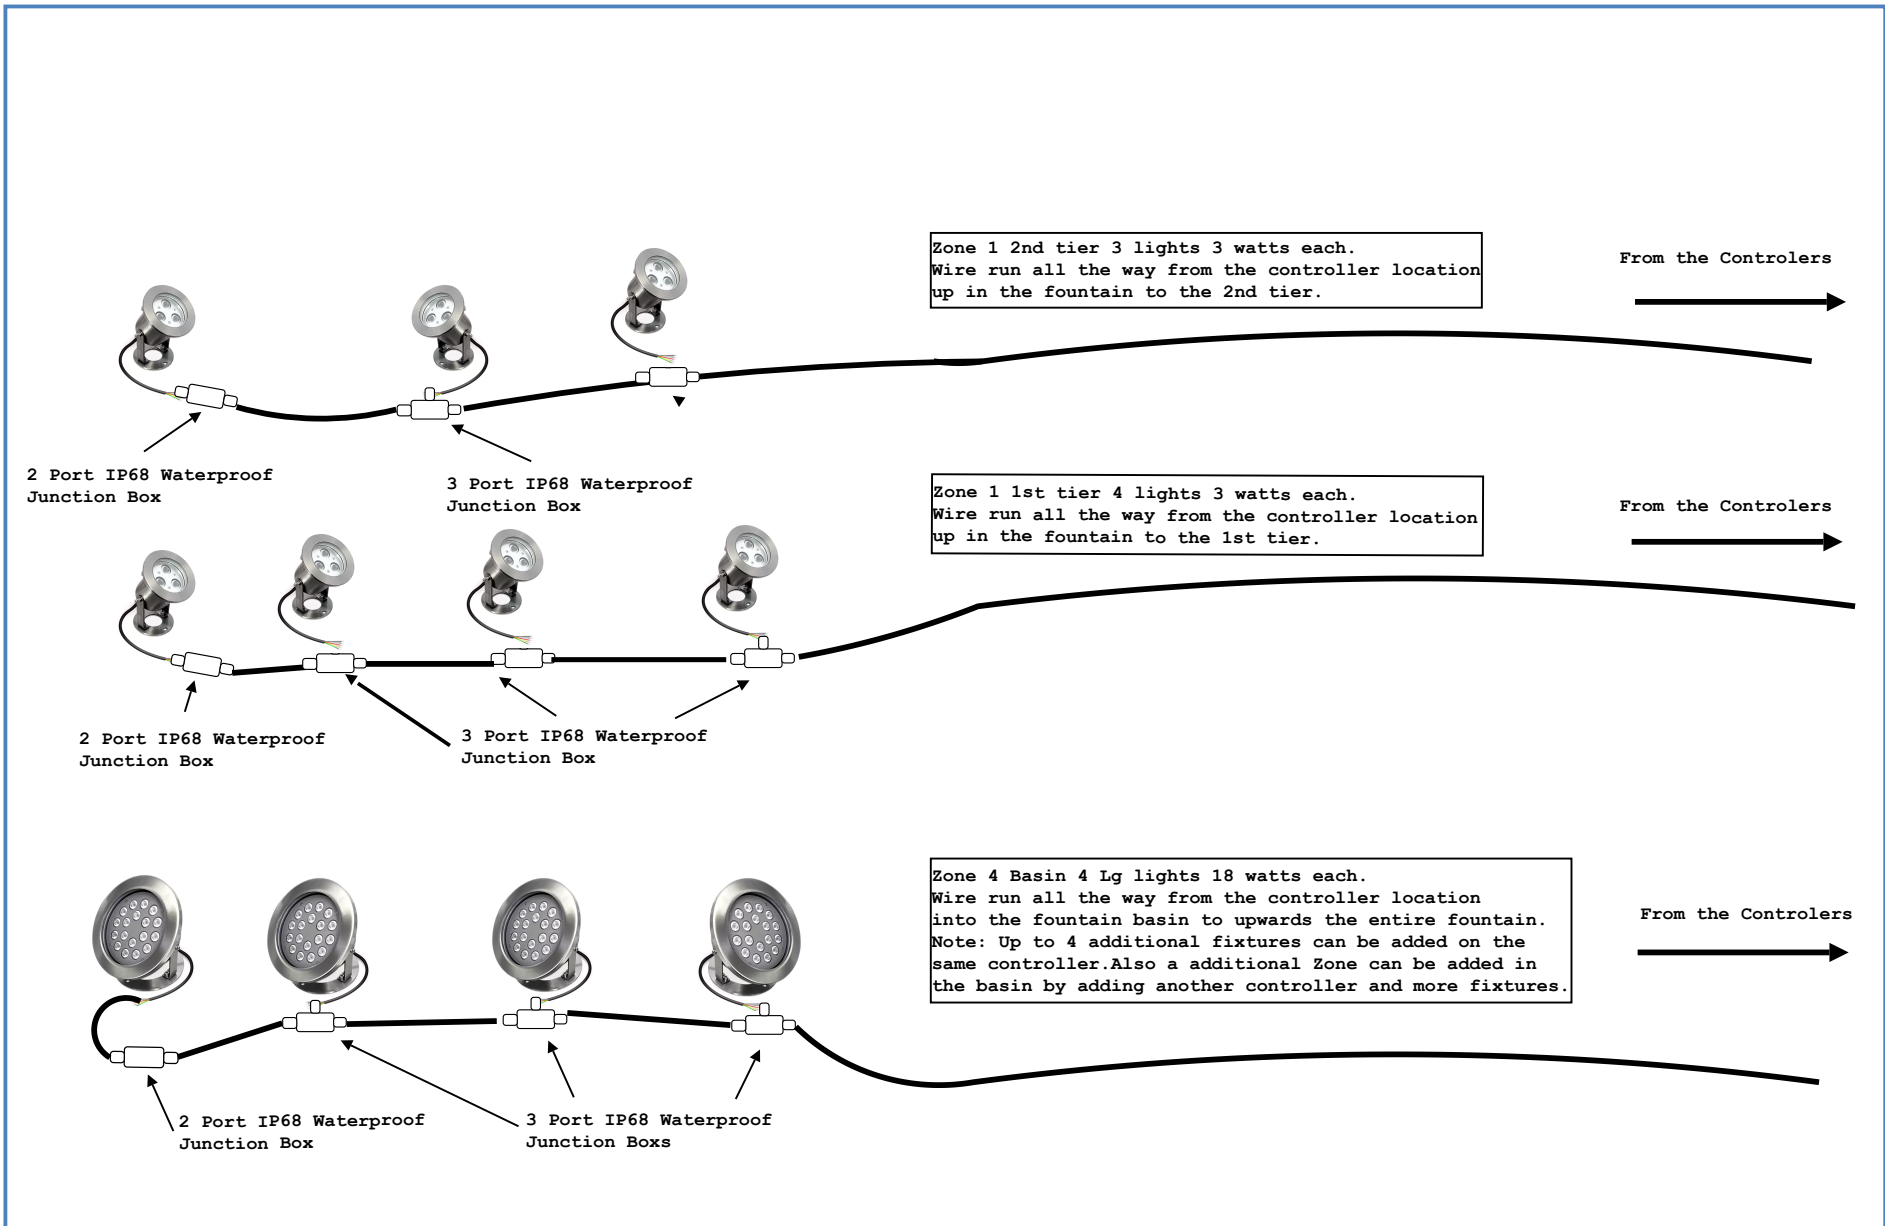 Zone 1 2nd tier 3 lights 3 watts each.
Wire run all the way from the controller location
up in the fountain to the 2nd tier.
From the Controlers
2 Port IP68 Waterproof
Junction Box
3 Port IP68 Waterproof
Junction Box
Zone 1 1st tier 4 lights 3 watts each.
Wire run all the way from the controller location
up in the fountain to the 1st tier.
From the Controlers
2 Port IP68 Waterproof
Junction Box
3 Port IP68 Waterproof
Junction Box
Zone 4 Basin 4 Lg lights 18 watts each.
Wire run all the way from the controller location
into the fountain basin to upwards the entire fountain.
Note: Up to 4 additional fixtures can be added on the
same controller.Also a additional Zone can be added in
the basin by adding another controller and more fixtures.
From the Controlers
2 Port IP68 Waterproof
Junction Box
3 Port IP68 Waterproof
Junction Boxs